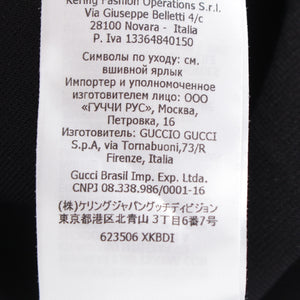 Kering Fashion Operations S.r.l.
Via Giuseppe Belletti 4/c
28100 Novara - Italia
P. Iva 13364840150
Символы по уходу: см.
вшивной ярлык
Импортер и уполномоченное
изготовителем лицо: ООО
«ГУЧЧИ РУС», Москва,
Петровка, 16
Изготовитель: GUCCIO GUCCI
S.p.A, via Tornabuoni,73/R
Firenze, Italia
Gucci Brasil Imp. Exp. Ltda.
CNPJ 08.338.986/0001-16
(株)ケリングジャパングッチディビジョン
東京都港区北青山 3丁目6番7号
623506 XKBDI